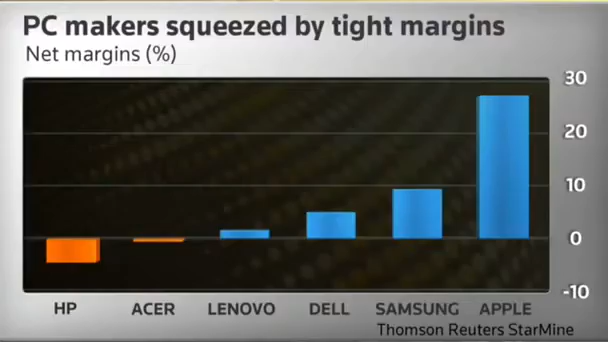 PC makers squeezed by tight margins
Net margins (%)
30
20
10
0
-10
HP ACER LENOVO DELL SAMSUNG APPLE
Thomson Reuters StarMine